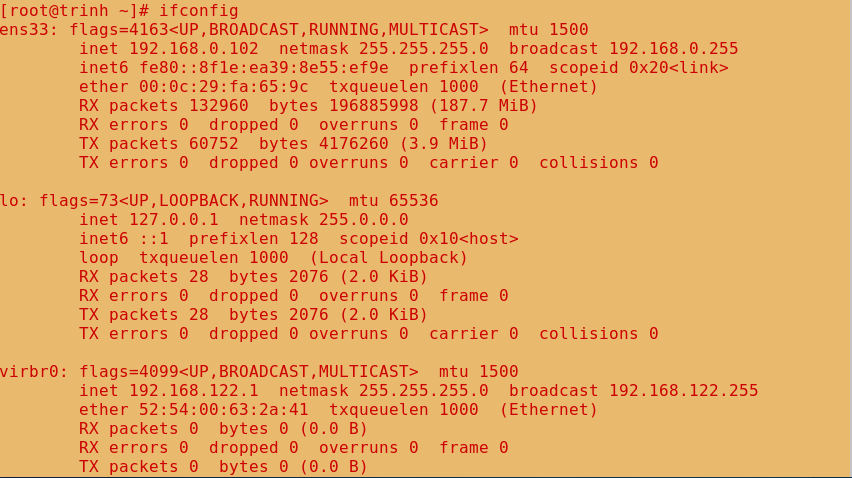 [root@trinh ~]# ifconfig
ens33: flags=4163<UP,BROADCAST,RUNNING,MULTICAST>  mtu 1500
        inet 192.168.0.102  netmask 255.255.255.0  broadcast 192.168.0.255
        inet6 fe80::8f1e:ea39:8e55:ef9e  prefixlen 64  scopeid 0x20<link>
        ether 00:0c:29:fa:65:9c  txqueuelen 1000  (Ethernet)
        RX packets 132960  bytes 196885998 (187.7 MiB)
        RX errors 0  dropped 0  overruns 0  frame 0
        TX packets 60752  bytes 4176260 (3.9 MiB)
        TX errors 0  dropped 0 overruns 0  carrier 0  collisions 0

lo: flags=73<UP,LOOPBACK,RUNNING>  mtu 65536
        inet 127.0.0.1  netmask 255.0.0.0
        inet6 ::1  prefixlen 128  scopeid 0x10<host>
        loop  txqueuelen 1000  (Local Loopback)
        RX packets 28  bytes 2076 (2.0 KiB)
        RX errors 0  dropped 0  overruns 0  frame 0
        TX packets 28  bytes 2076 (2.0 KiB)
        TX errors 0  dropped 0 overruns 0  carrier 0  collisions 0

virbr0: flags=4099<UP,BROADCAST,MULTICAST>  mtu 1500
        inet 192.168.122.1  netmask 255.255.255.0  broadcast 192.168.122.255
        ether 52:54:00:63:2a:41  txqueuelen 1000  (Ethernet)
        RX packets 0  bytes 0 (0.0 B)
        RX errors 0  dropped 0  overruns 0  frame 0
        TX packets 0  bytes 0 (0.0 B)